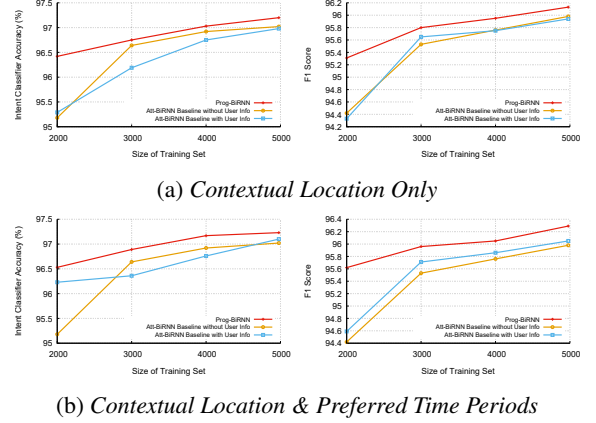 Intent Classifier Accuracy (%)
97.5
97
96.5
96
95.5
95
2000
3000
4000
5000
Prog-BiRNN
Att-BiRNN Baseline without User Info
Att-BiRNN Baseline with User Info
Size of Training Set
F1 Score
96.2
96
95.8
95.6
95.4
95.2
95
94.8
94.6
94.4
94.2
2000
3000
4000
5000
Prog-BiRNN
Att-BiRNN Baseline without User Info
Att-BiRNN Baseline with User Info
Size of Training Set
(a) Contextual Location Only
Intent Classifier Accuracy (%)
97.5
97
96.5
96
95.5
95
2000
3000
4000
5000
Prog-BiRNN
Att-BiRNN Baseline without User Info
Att-BiRNN Baseline with User Info
Size of Training Set
F1 Score
96.4
96.2
96
95.8
95.6
95.4
95.2
95
94.8
94.6
94.4
2000
3000
4000
5000
Prog-BiRNN
Att-BiRNN Baseline without User Info
Att-BiRNN Baseline with User Info
Size of Training Set
(b) Contextual Location & Preferred Time Periods